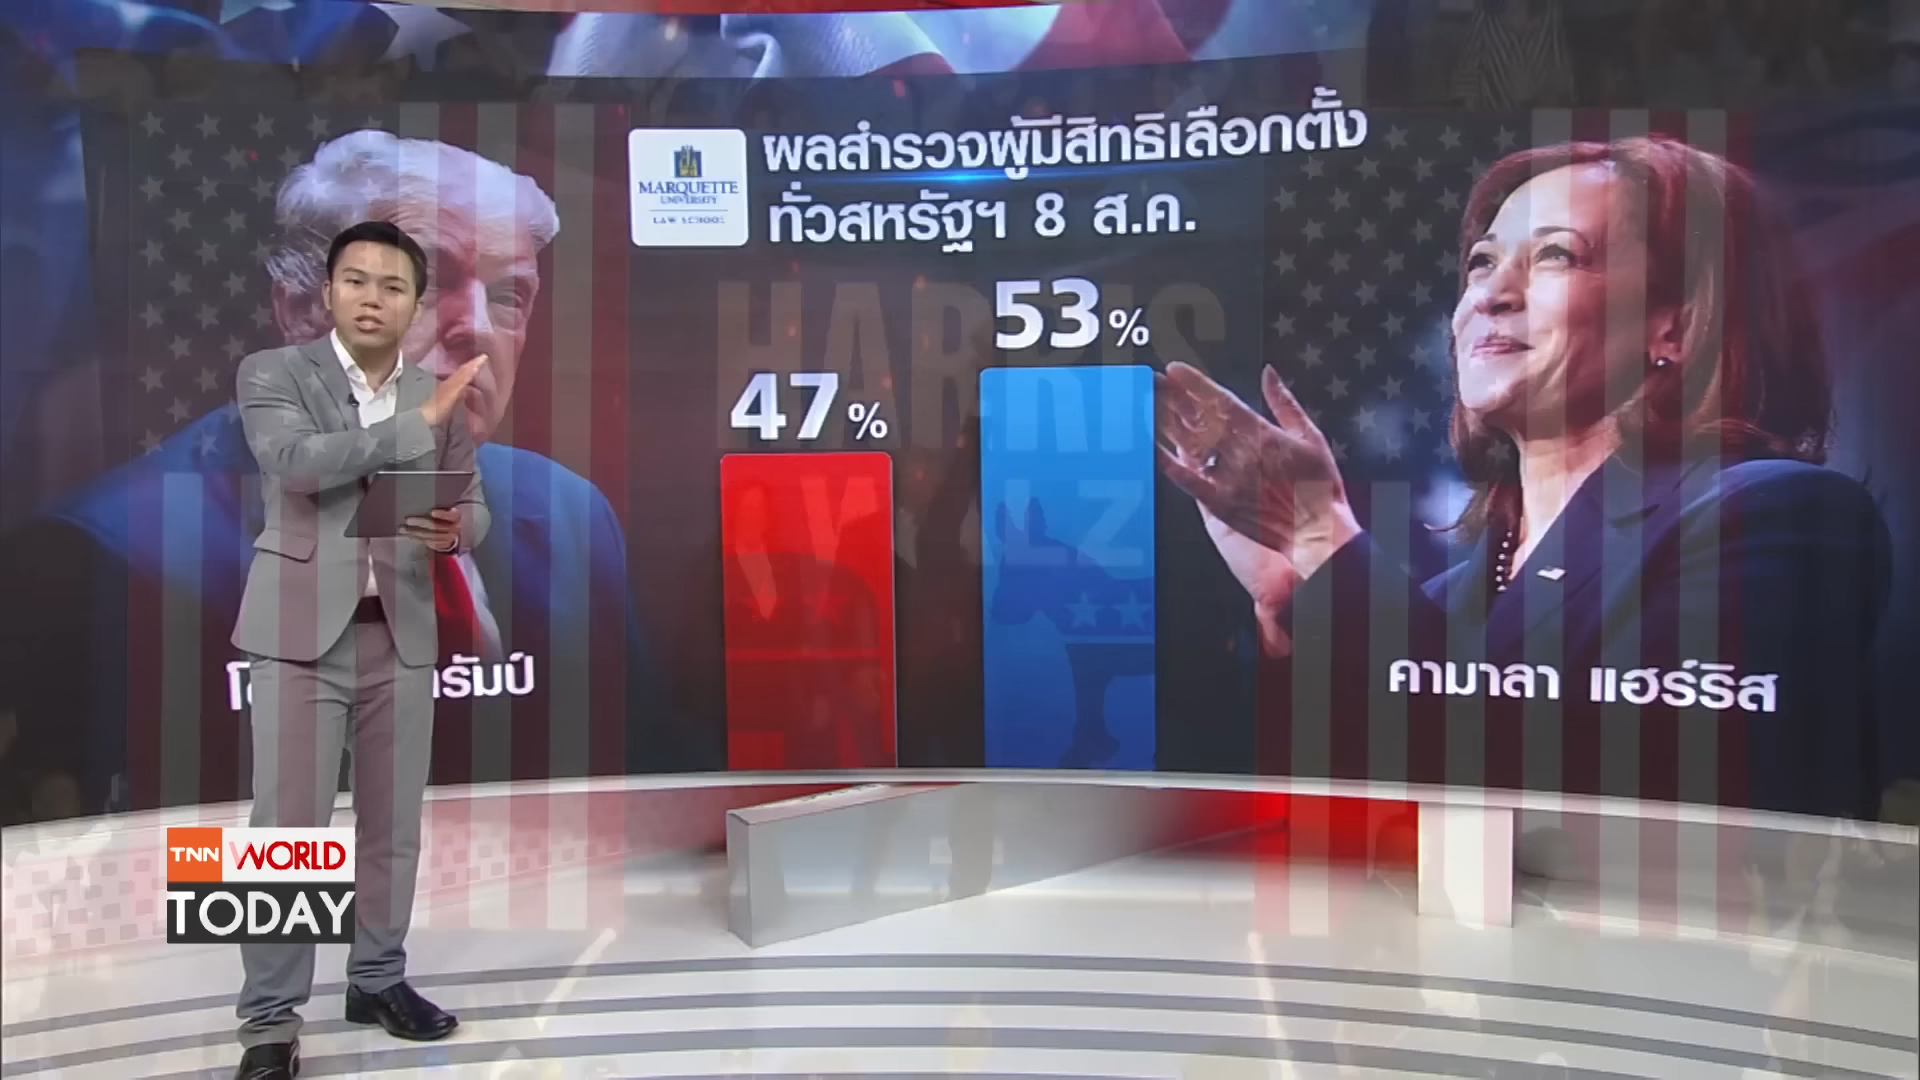 MARQUETTE
UNIVERSITY
LAW SCHOOL
ผลสำรวจผู้มีสิทธิเลือกตั้ง
ทั่วสหรัฐฯ 8 ส.ค.
HARRIS
WALZ
53%
47%
คามาลา แฮร์ริส
TNN WORLD
TODAY